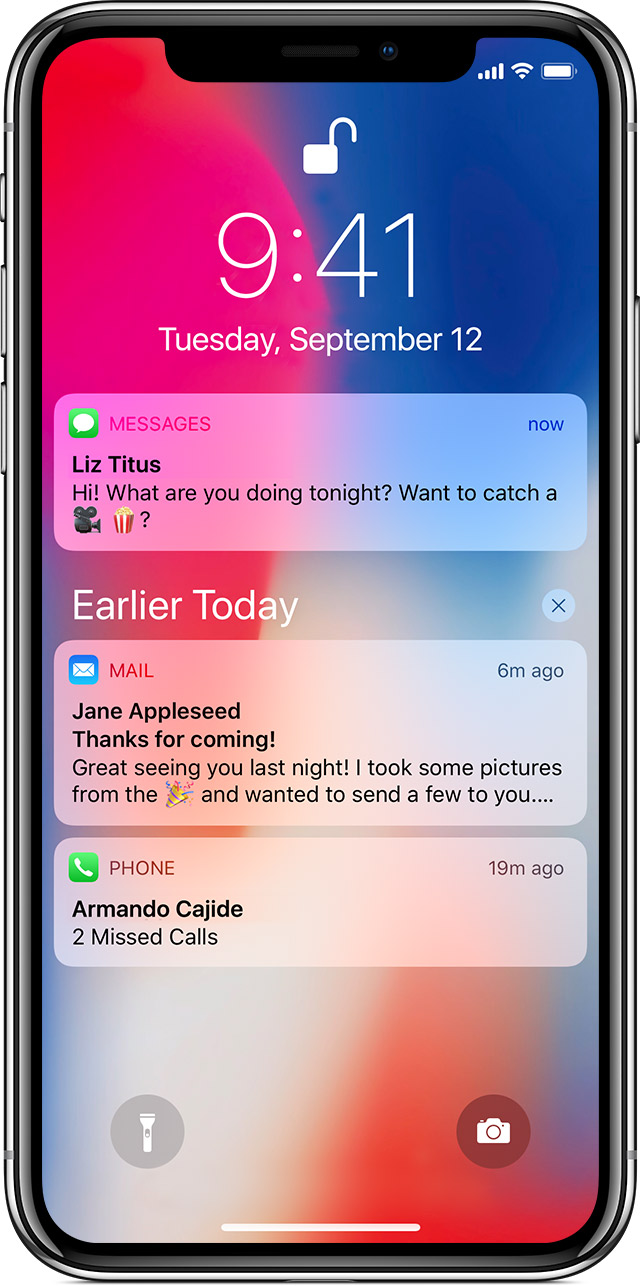 9:41
Tuesday, September 12
MESSAGES now
Liz Titus
Hi! What are you doing tonight? Want to catch a
🎥 🍿?
Earlier Today
MAIL 6m ago
Jane Appleseed
Thanks for coming!
Great seeing you last night! I took some pictures
from the 🎉 and wanted to send a few to you....
PHONE 19m ago
Armando Cajide
2 Missed Calls